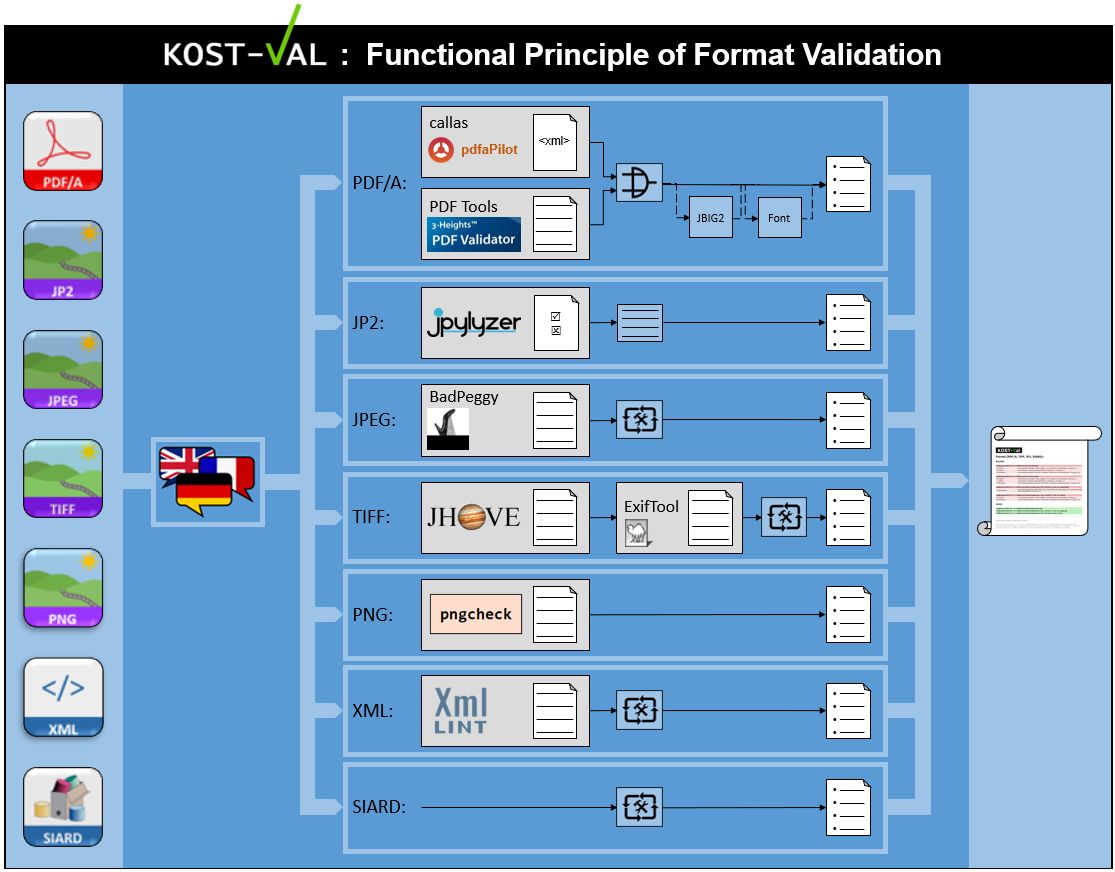 KOST-VAL : Functional Principle of Format Validation
PDF/A
JP2
JPEG
TIFF
PNG
</>
XML
SIARD
PDF/A:
callas
pdfaPilot
<xml>
PDF Tools
3-Heights™
PDF Validator
JBIG2
Font
JP2:
jpylyzer
JPEG:
BadPeggy
TIFF:
JHOVE
ExifTool
PNG:
pngcheck
XML:
Xml
LINT
SIARD:
KOST-Val